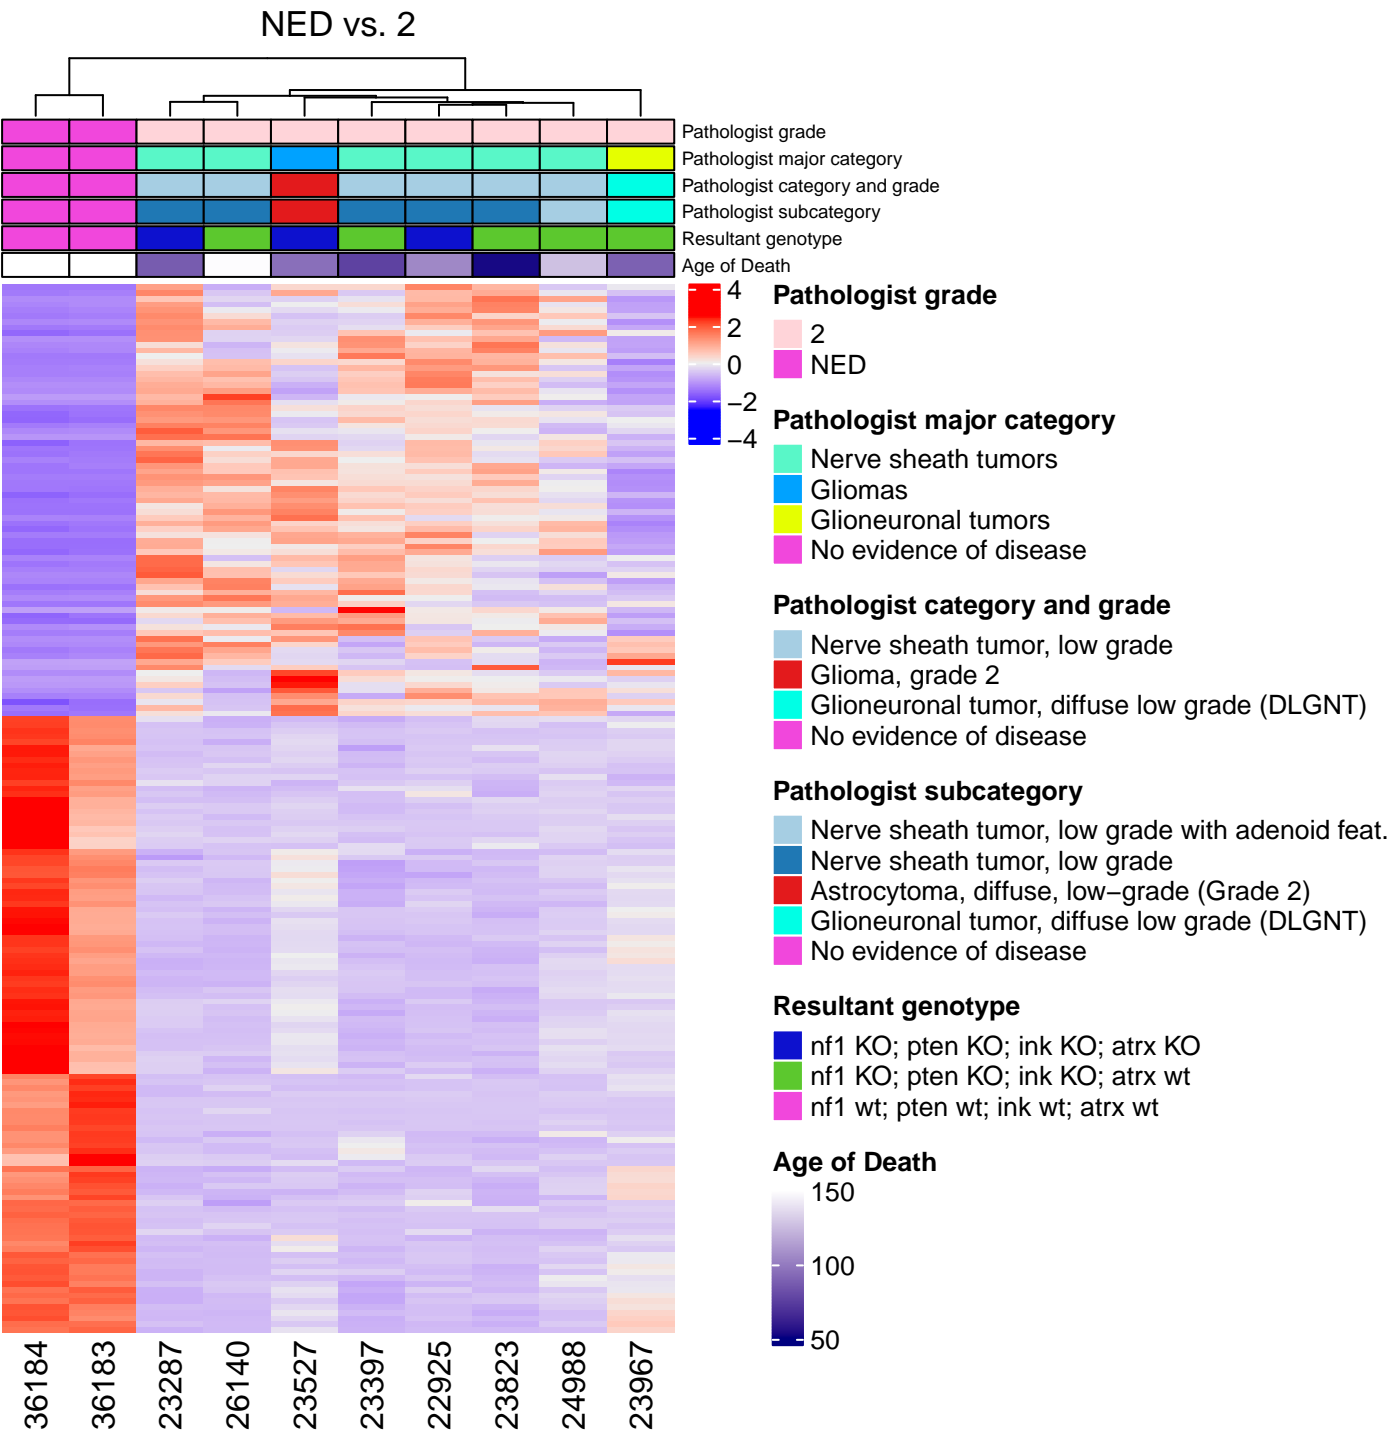 NED vs. 2
Pathologist grade
Pathologist major category
Pathologist category and grade
Pathologist subcategory
Resultant genotype
Age of Death
4
2
0
−2
−4
Pathologist grade
2
NED
Pathologist major category
Nerve sheath tumors
Gliomas
Glioneuronal tumors
No evidence of disease
Pathologist category and grade
Nerve sheath tumor, low grade
Glioma, grade 2
Glioneuronal tumor, diffuse low grade (DLGNT)
No evidence of disease
Pathologist subcategory
Nerve sheath tumor, low grade with adenoid feat.
Nerve sheath tumor, low grade
Astrocytoma, diffuse, low−grade (Grade 2)
Glioneuronal tumor, diffuse low grade (DLGNT)
No evidence of disease
Resultant genotype
nf1 KO; pten KO; ink KO; atrx KO
nf1 KO; pten KO; ink KO; atrx wt
nf1 wt; pten wt; ink wt; atrx wt
Age of Death
150
100
50
36184
36183
23287
26140
23527
23397
22925
23823
24988
23967